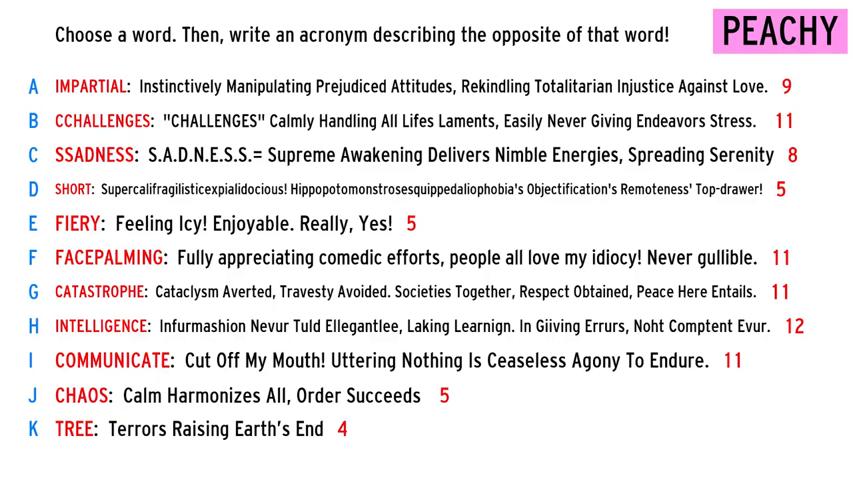 Choose a word. Then, write an acronym describing the opposite of that word!
PEACHY
A IMPARTIAL: Instinctively Manipulating Prejudiced Attitudes, Rekindling Totalitarian Injustice Against Love. 9
B CCHALLENGES: "CHALLENGES" Calmly Handling All Lifes Laments, Easily Never Giving Endeavors Stress. 11
C SSADNESS: S.A.D.N.E.S.S.= Supreme Awakening Delivers Nimble Energies, Spreading Serenity 8
D SHORT: Supercalifragilisticexpialidocious! Hippopotomonstrosesquippedaliophobia's Objectification's Remoteness' Top-drawer! 5
E FIERY: Feeling Icy! Enjoyable. Really, Yes! 5
F FACEPALMING: Fully appreciating comedic efforts, people all love my idiocy! Never gullible. 11
G CATASTROPHE: Cataclysm Averted, Travesty Avoided. Societies Together, Respect Obtained, Peace Here Entails. 11
H INTELLIGENCE: Infurmashion Nevur Tuld Ellegantlee, Laking Learnign. In Giiving Errurs, Noht Comptent Evur. 12
I COMMUNICATE: Cut Off My Mouth! Uttering Nothing Is Ceaseless Agony To Endure. 11
J CHAOS: Calm Harmonizes All, Order Succeeds 5
K TREE: Terrors Raising Earth's End 4